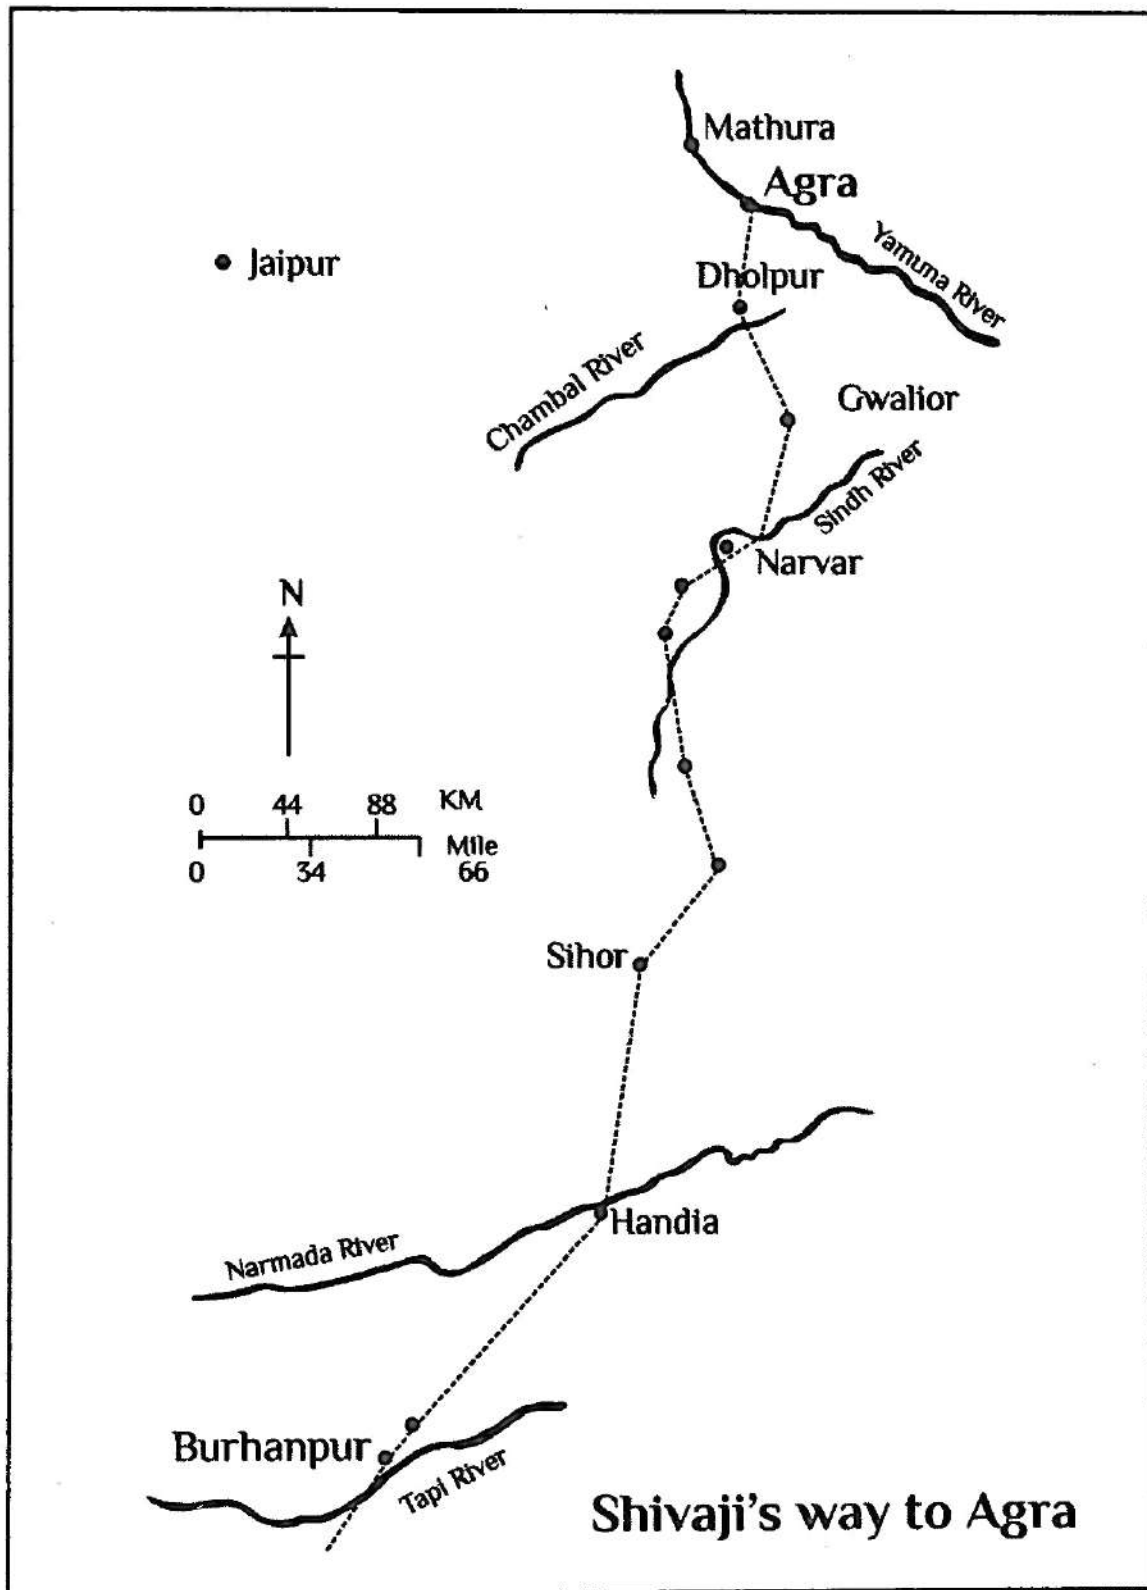 Mathura
Agra
Yamuna River
Jaipur
Dholpur
Chambal River
Gwalior
Sindh River
Narvar
N
0 44 88 KM
Mile
0 34 66
Sihor
Handia
Narmada River
Burhanpur
Tapi River
Shivaji's way to Agra